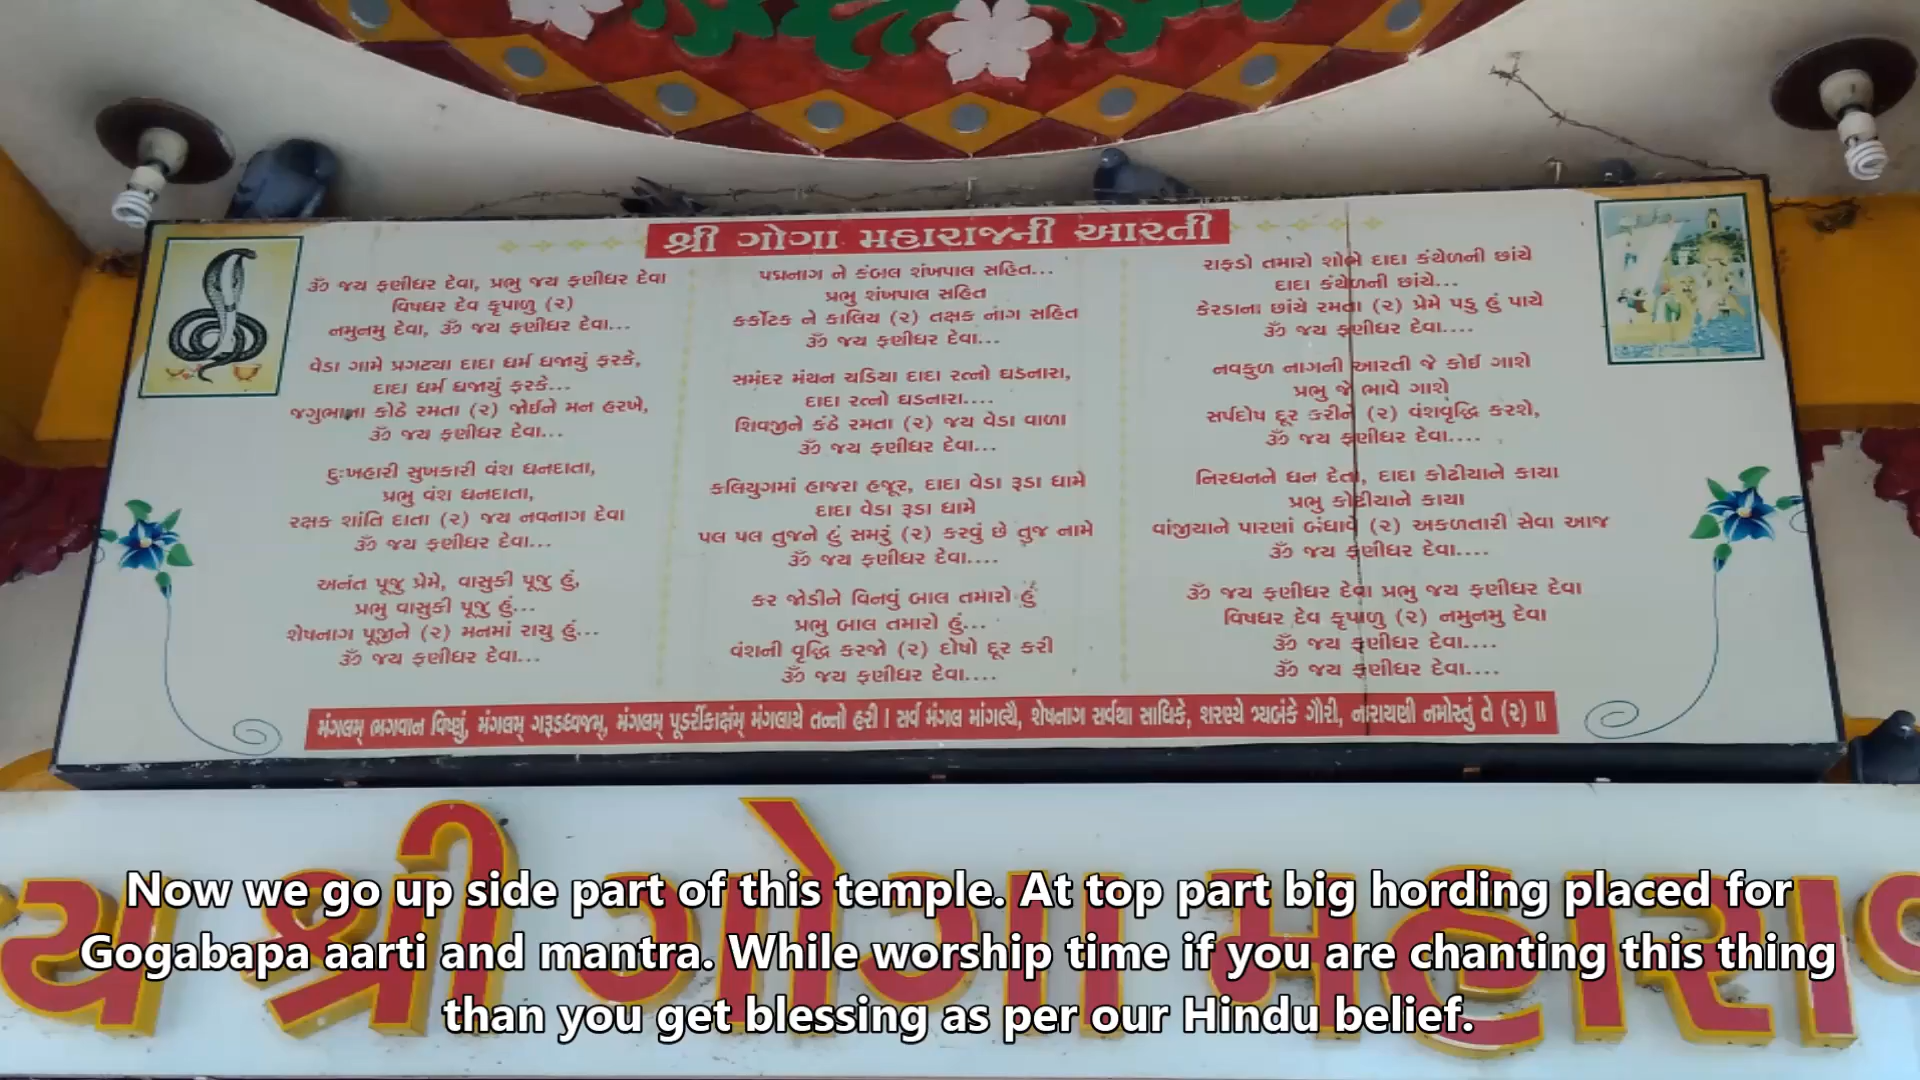 શ્રી ગોગા મહારાજની આરતી
ૐ જય ફણીધર દેવા, પ્રભુ જય ફણીધર દેવા
વિષધર દેવ કૃપાળુ (૨)
નમુનમુ દેવા, ૐ જય ફણીધર દેવા...
વેડા ગામે પ્રગટ્યા દાદા ધર્મ ધજાયું ફરકે,
દાદા ધર્મ ધજાયું ફરકે...
જગુભાના કોઠે રમતા (૨) જોઈને મન હરખે,
ૐ જય ફણીધર દેવા...
દુઃખહારી સુખકારી વંશ ધનદાતા,
પ્રભુ વંશ ધનદાતા,
રક્ષક શાંતિ દાતા (૨) જય નવનાગ દેવા
ૐ જય ફણીધર દેવા...
અનંત પૂજુ પ્રેમે, વાસુકી પૂજુ હું,
પ્રભુ વાસુકી પૂજુ હું...
શેષનાગ પૂજીને (૨) મનમાં રાચુ હું...
ૐ જય ફણીધર દેવા...
પદ્મનાગ ને કંબલ શંખપાલ સહિત...
પ્રભુ શંખપાલ સહિત
કર્કોટક ને કાલિય (૨) તક્ષક નાગ સહિત
ૐ જય ફણીધર દેવા...
સમંદર મંથન ચડિયા દાદા રત્નો ઘડનારા,
દાદા રત્નો ઘડનારા....
શિવજીને કંઠે રમતા (૨) જય વેડા વાળા
ૐ જય ફણીધર દેવા...
કલિયુગમાં હાજરા હજૂર, દાદા વેડા રૂડા ધામે
દાદા વેડા રૂડા ધામે
પલ પલ તુજને હું સમરું (૨) કરવું છે તુજ નામે
ૐ જય ફણીધર દેવા....
કર જોડીને વિનવું બાલ તમારો હું
પ્રભુ બાલ તમારો હું...
વંશની વૃદ્ધિ કરજો (૨) દોષો દૂર કરી
ૐ જય ફણીધર દેવા....
રાફડો તમારો શોભે દાદા કંથેળની છાંયે
દાદા કંથેળની છાંયે...
કેરડાના છાંયે રમતા (૨) પ્રેમે પડુ હું પાયે
ૐ જય ફણીધર દેવા....
નવકુળ નાગની આરતી જે કોઈ ગાશે
પ્રભુ જે ભાવે ગાશે
સર્પદોષ દૂર કરીને (૨) વંશવૃદ્ધિ કરશે,
ૐ જય ફણીધર દેવા....
નિરધનને ધન દેતા, દાદા કોઢીયાને કાયા
પ્રભુ કોઢીયાને કાયા
વાંજીયાને પારણાં બંધાવે (૨) અકળતારી સેવા આજ
ૐ જય ફણીધર દેવા....
ૐ જય ફણીધર દેવા પ્રભુ જય ફણીધર દેવા
વિષધર દેવ કૃપાળુ (૨) નમુનમુ દેવા
ૐ જય ફણીધર દેવા....
ૐ જય ફણીધર દેવા....
મંગલમ્ ભગવાન વિષ્ણું, મંગલમ્ ગરૂડધ્વજમ્, મંગલમ્ પૂડર્રીકાક્ષંમ્ મંગલાયે તન્નો હરી । સર્વ મંગલ માંગલ્યૈ, શેષનાગ સર્વથા સાધિકે, શરણ્યે ત્ર્યબંકે ગૌરી, નારાયણી નમોસ્તું તે (૨) ॥
ય શ્રી ગોગા મહારાજ
Now we go up side part of this temple. At top part big hording placed for
Gogabapa aarti and mantra. While worship time if you are chanting this thing
than you get blessing as per our Hindu belief.